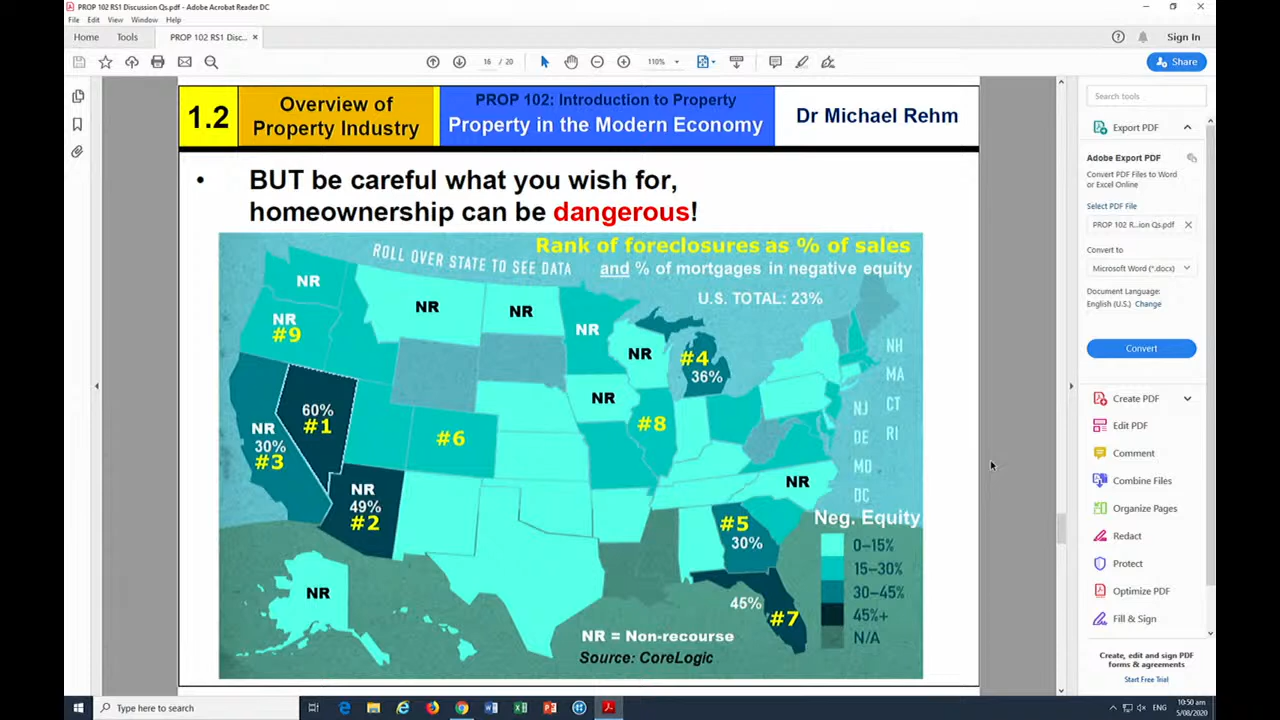 PROP 102 RS1 Discussion Qs.pdf - Adobe Acrobat Reader DC
File Edit View Window Help
Home Tools PROP 102 RS1 Disc... × Sign In
16 / 20 110% Share
1.2
Overview of
Property Industry
PROP 102: Introduction to Property
Property in the Modern Economy
Dr Michael Rehm
• BUT be careful what you wish for,
homeownership can be dangerous!
ROLL OVER STATE TO SEE DATA
Rank of foreclosures as % of sales
and % of mortgages in negative equity
U.S. TOTAL: 23%
NR
NR
#9
NR
NR
NR
NR
NR
#4
36%
60%
#1
NR
30%
#3
#6
#8
NR
49%
#2
NR
#5
30%
45%
#7
NR
NH
MA
NJ
CT
DE
RI
MD
DC
Neg. Equity
0–15%
15–30%
30–45%
45%+
N/A
NR = Non-recourse
Source: CoreLogic
Search tools
Export PDF
Adobe Export PDF
Convert PDF Files to Word
or Excel Online
Select PDF File
PROP 102 R...ion Qs.pdf ×
Convert to
Microsoft Word (*.docx)
Document Language:
English (U.S.) Change
Convert
Create PDF
Edit PDF
Comment
Combine Files
Organize Pages
Redact
Protect
Optimize PDF
Fill & Sign
Create, edit and sign PDF
forms & agreements
Start Free Trial
Type here to search
ENG
10:50 am
5/08/2020